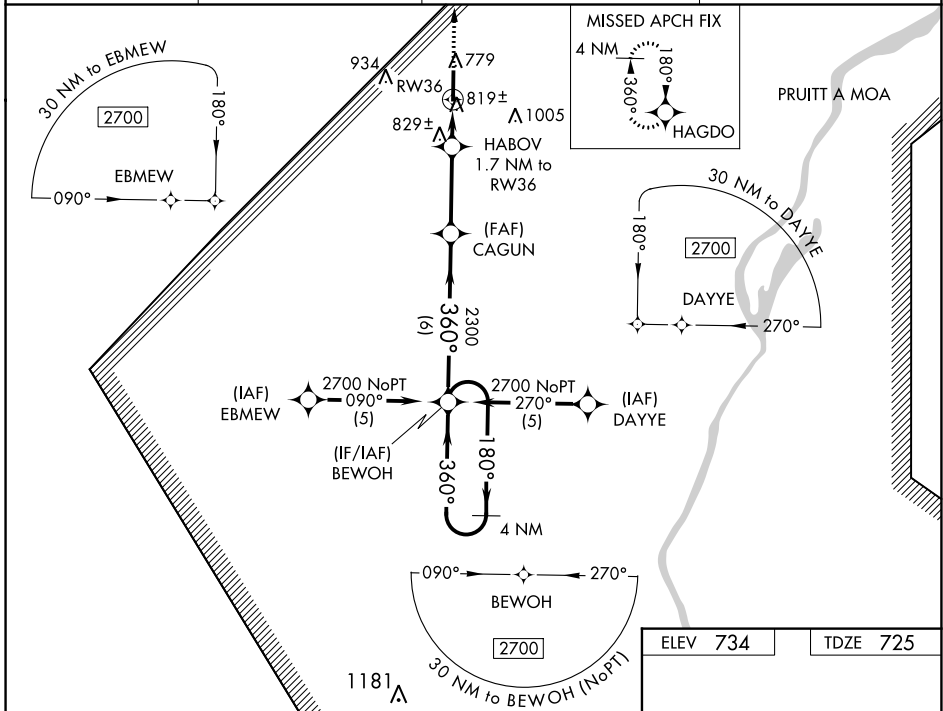 30 NM to EBMEW
2700
180°
EBMEW
090°
934
RW36
779
819±
829±
1005
HABOV
1.7 NM to
RW36
MISSED APCH FIX
4 NM
180°
360°
HAGDO
PRUITT A MOA
(FAF)
CAGUN
30 NM to DAYYE
180°
2700
DAYYE
270°
2300
360°
(6)
(IAF)
EBMEW
2700 NoPT
090°
(5)
2700 NoPT
270°
(5)
(IAF)
DAYYE
(IF/IAF)
BEWOH
360°
180°
4 NM
090°
270°
BEWOH
2700
30 NM to BEWOH (NoPT)
1181
ELEV 734
TDZE 725